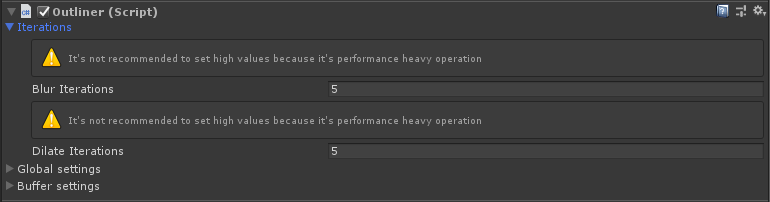 Outliner (Script)
Iterations
It's not recommended to set high values because it's performance heavy operation
Blur Iterations 5
It's not recommended to set high values because it's performance heavy operation
Dilate Iterations 5
Global settings
Buffer settings